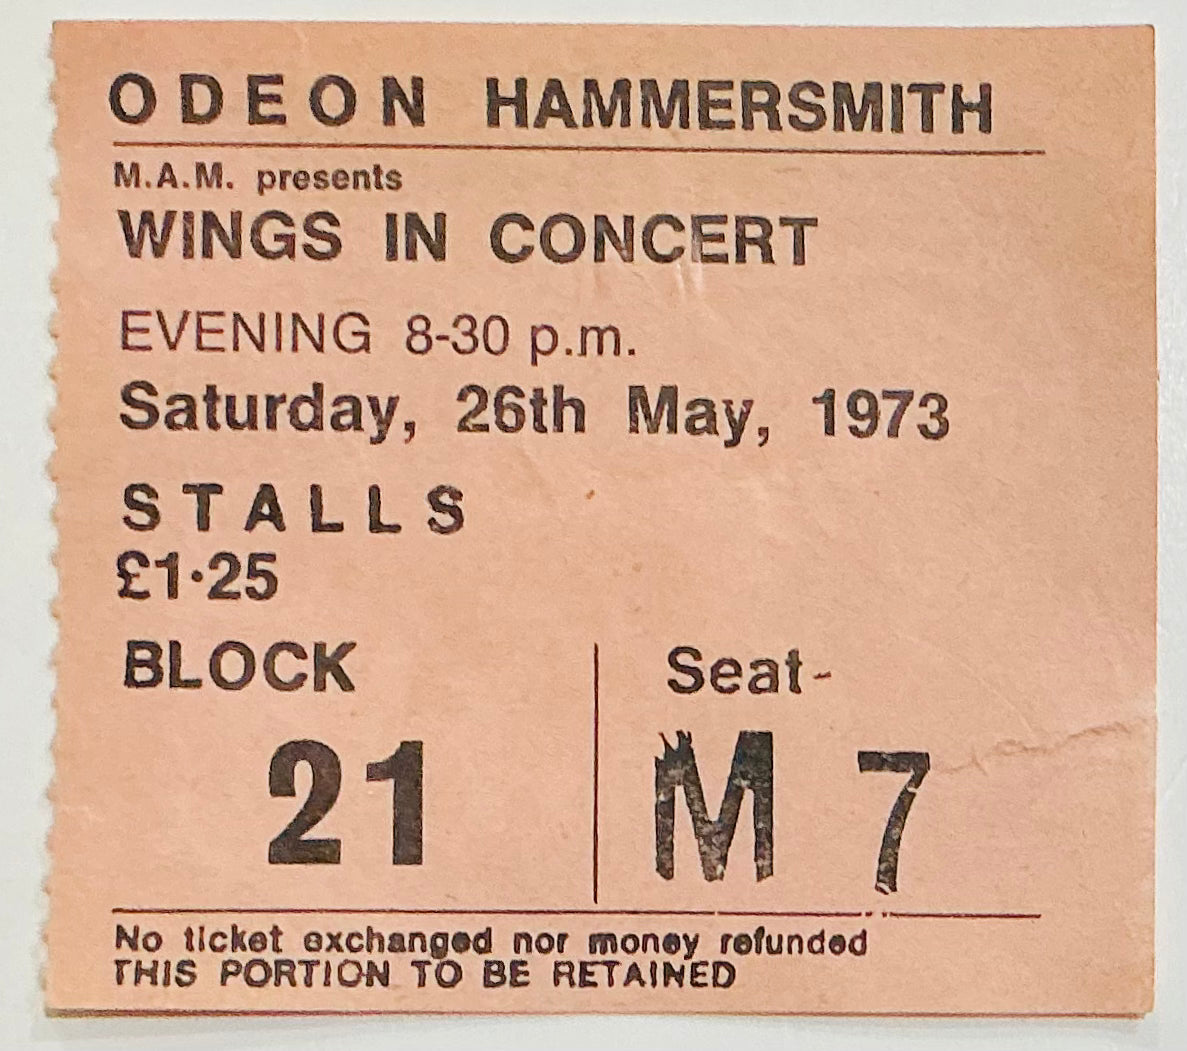 ODEON HAMMERSMITH
M.A.M. presents
WINGS IN CONCERT
EVENING 8-30 p.m.
Saturday, 26th May, 1973
STALLS
£1·25
BLOCK Seat-
21 M 7
No ticket exchanged nor money refunded
THIS PORTION TO BE RETAINED